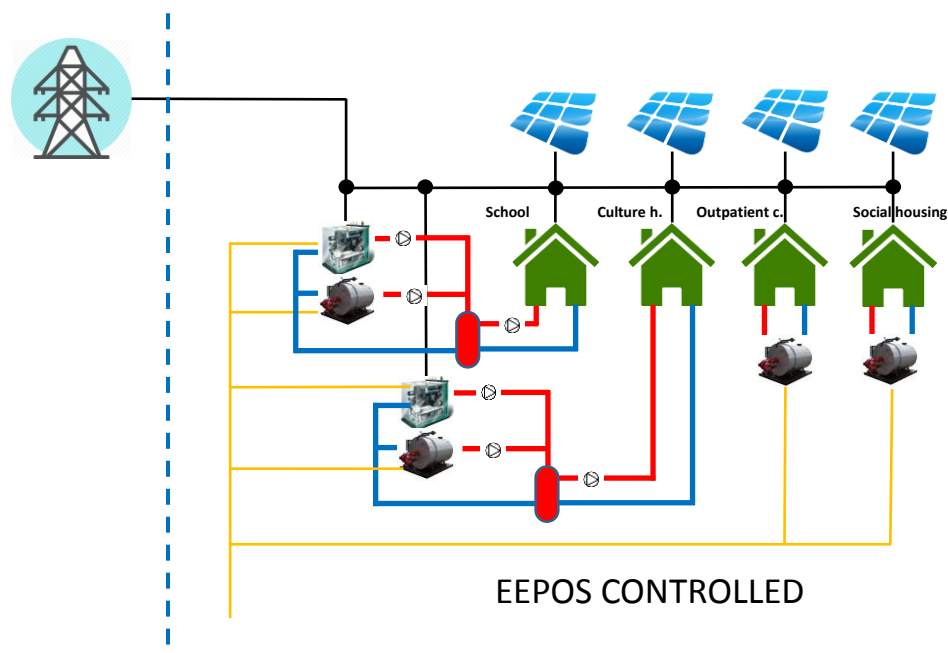 School
Culture h.
Outpatient c.
Social housing
EEPOS CONTROLLED